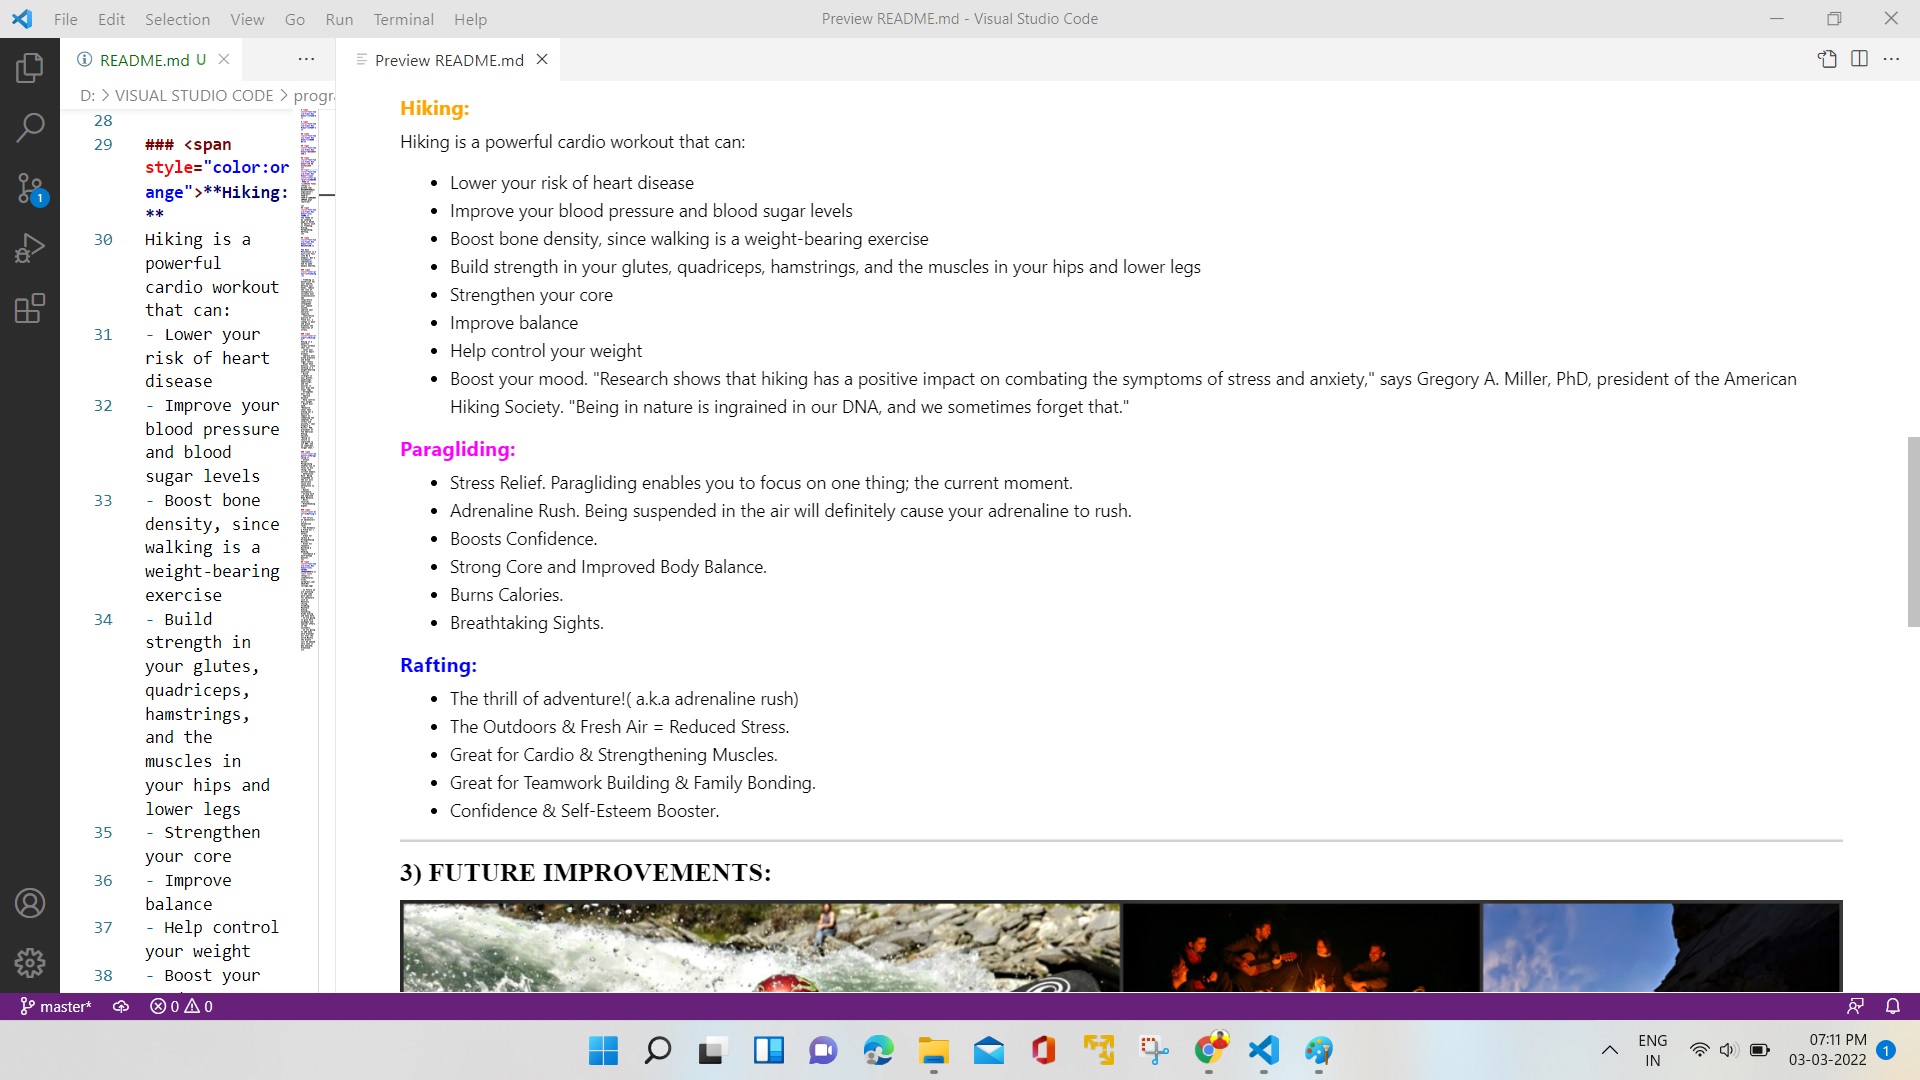 File Edit Selection View Go Run Terminal Help
Preview README.md - Visual Studio Code
README.md U
Preview README.md
D: > VISUAL STUDIO CODE > progr
28
29 ### <span
style="color:or
ange">**Hiking:
**
30 Hiking is a
powerful
cardio workout
that can:
31 - Lower your
risk of heart
disease
32 - Improve your
blood pressure
and blood
sugar levels
33 - Boost bone
density, since
walking is a
weight-bearing
exercise
34 - Build
strength in
your glutes,
quadriceps,
hamstrings,
and the
muscles in
your hips and
lower legs
35 - Strengthen
your core
36 - Improve
balance
37 - Help control
your weight
38 - Boost your
Hiking:
Hiking is a powerful cardio workout that can:
• Lower your risk of heart disease
• Improve your blood pressure and blood sugar levels
• Boost bone density, since walking is a weight-bearing exercise
• Build strength in your glutes, quadriceps, hamstrings, and the muscles in your hips and lower legs
• Strengthen your core
• Improve balance
• Help control your weight
• Boost your mood. "Research shows that hiking has a positive impact on combating the symptoms of stress and anxiety," says Gregory A. Miller, PhD, president of the American
Hiking Society. "Being in nature is ingrained in our DNA, and we sometimes forget that."
Paragliding:
• Stress Relief. Paragliding enables you to focus on one thing; the current moment.
• Adrenaline Rush. Being suspended in the air will definitely cause your adrenaline to rush.
• Boosts Confidence.
• Strong Core and Improved Body Balance.
• Burns Calories.
• Breathtaking Sights.
Rafting:
• The thrill of adventure!( a.k.a adrenaline rush)
• The Outdoors & Fresh Air = Reduced Stress.
• Great for Cardio & Strengthening Muscles.
• Great for Teamwork Building & Family Bonding.
• Confidence & Self-Esteem Booster.
3) FUTURE IMPROVEMENTS:
1
master* 0 0
ENG
IN
07:11 PM
03-03-2022
1